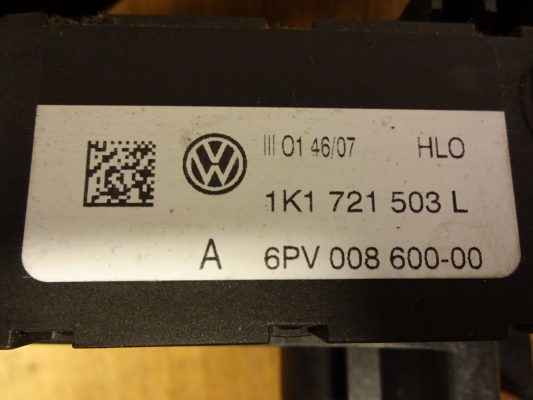 III 01 46/07 HLO
1K1 721 503 L
A 6PV 008 600-00